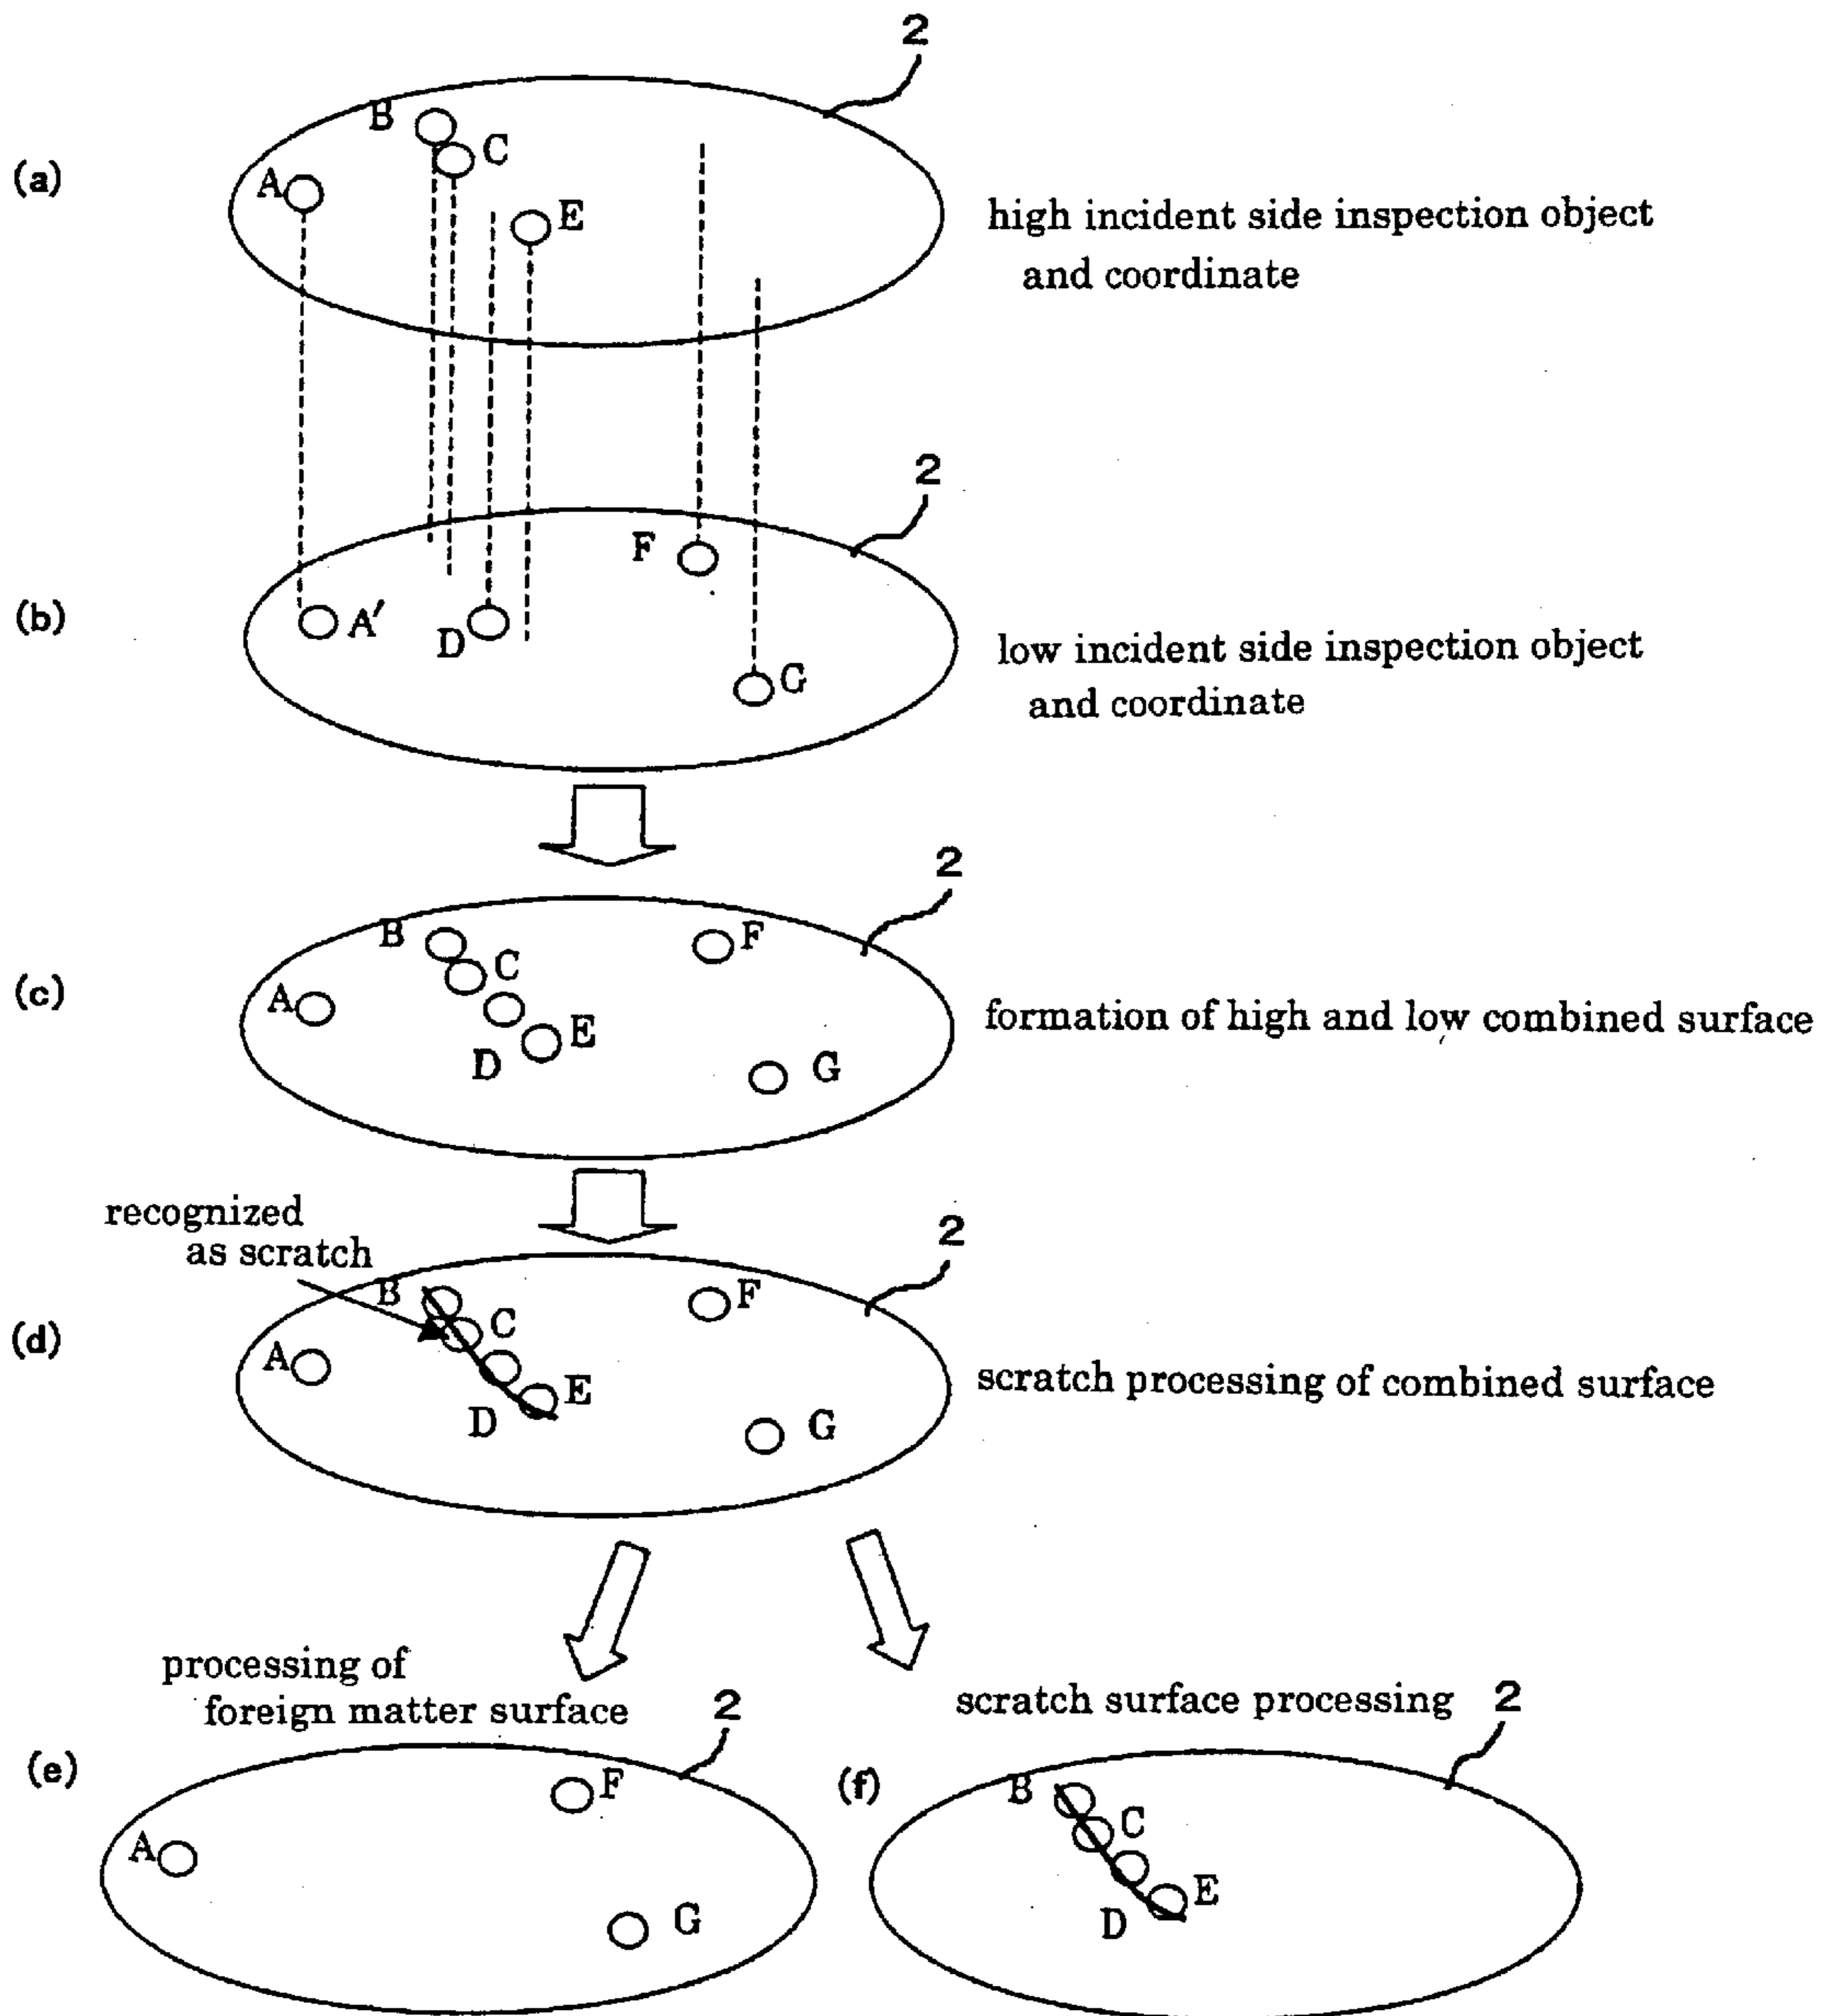 2
B
C
(a)
A
E
high incident side inspection object
and coordinate
2
F
(b)
A′
D
low incident side inspection object
and coordinate
G
2
B
F
C
(c)
A
E
formation of high and low combined surface
D
G
recognized
as scratch
2
B
F
C
(d)
A
E
scratch processing of combined surface
D
G
processing of
foreign matter surface
2
scratch surface processing
2
(e)
F
A
G
(f)
B
C
E
D